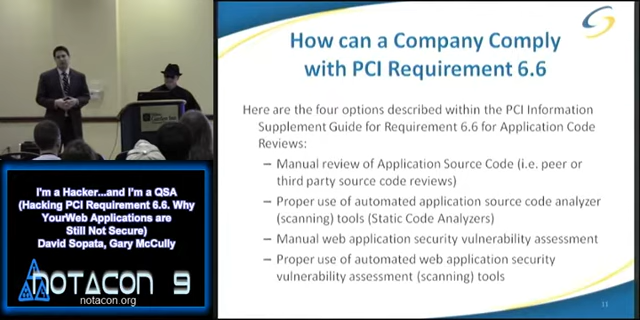 How can a Company Comply
with PCI Requirement 6.6
Here are the four options described within the PCI Information
Supplement Guide for Requirement 6.6 for Application Code
Reviews:
– Manual review of Application Source Code (i.e. peer or
third party source code reviews)
– Proper use of automated application source code analyzer
(scanning) tools (Static Code Analyzers)
– Manual web application security vulnerability assessment
– Proper use of automated web application security
vulnerability assessment (scanning) tools
11
I'm a Hacker...and I'm a QSA
(Hacking PCI Requirement 6.6. Why
YourWeb Applications are
Still Not Secure)
David Sopata, Gary McCully
NOTACON 9
notacon.org